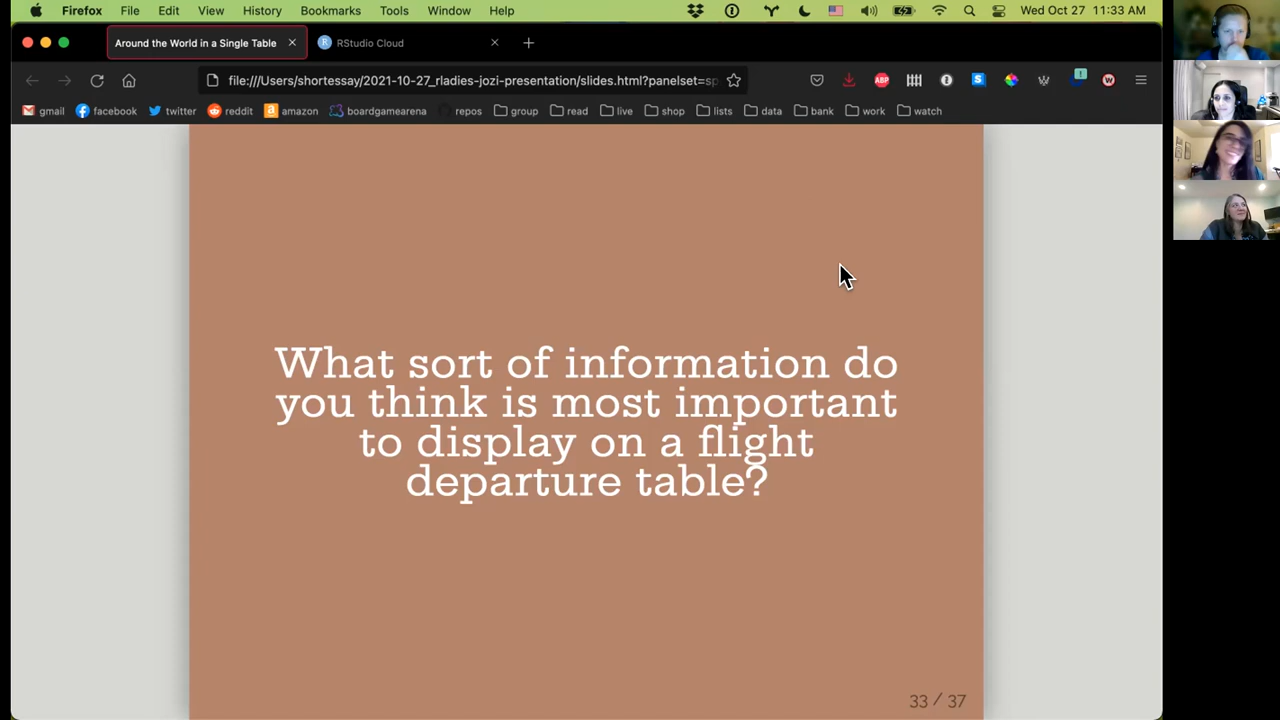 Firefox File Edit View History Bookmarks Tools Window Help Wed Oct 27 11:33 AM
Around the World in a Single Table RStudio Cloud
file:///Users/shortessay/2021-10-27_rladies-jozi-presentation/slides.html?panelset=sp
gmail facebook twitter reddit amazon boardgamearena repos group read live shop lists data bank work watch
What sort of information do
you think is most important
to display on a flight
departure table?
33 / 37